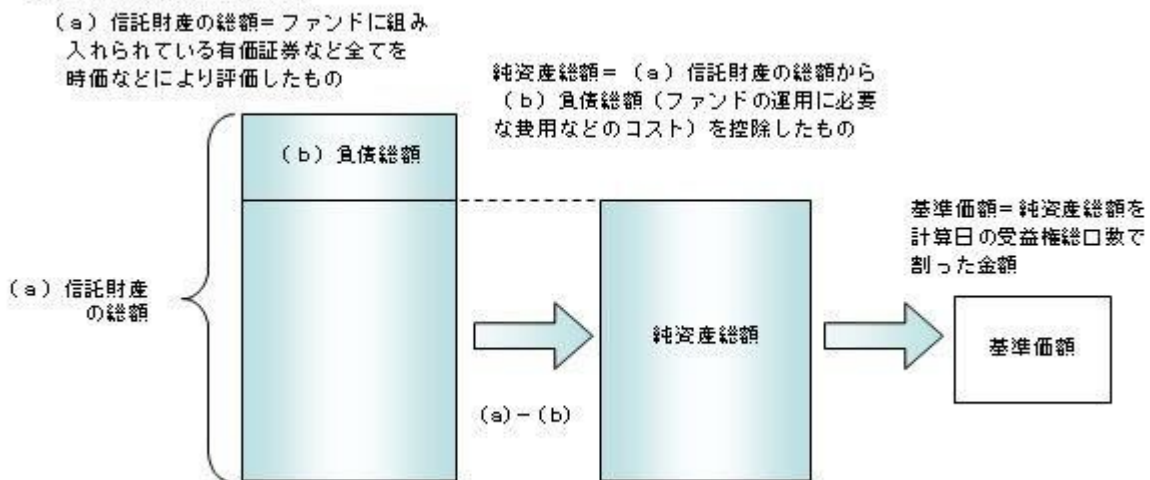 （a）信託財産の総額＝ファンドに組み
入れられている有価証券など全てを
時価などにより評価したもの
純資産総額＝（a）信託財産の総額から
（b）負債総額（ファンドの運用に必要
な費用などのコスト）を控除したもの
（b）負債総額
基準価額＝純資産総額を
計算日の受益権総口数で
割った金額
（a）信託財産
の総額
純資産総額
基準価額
（a）－（b）